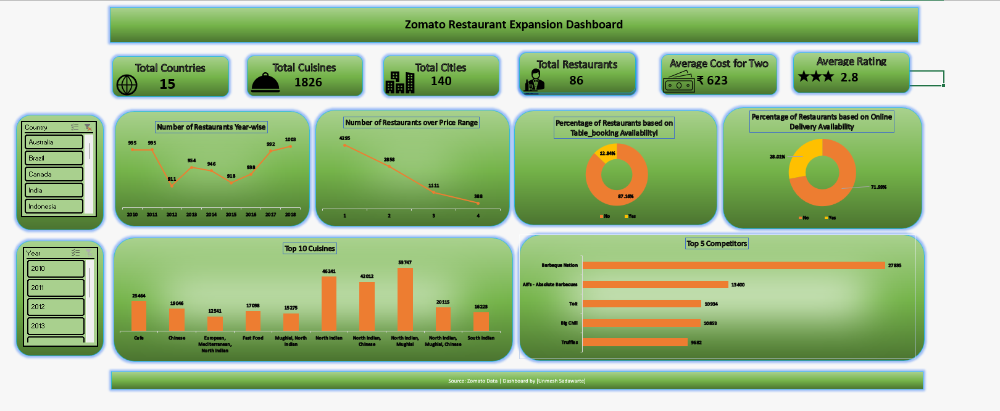 Zomato Restaurant Expansion Dashboard
Total Countries
15
Total Cuisines
1826
Total Cities
140
Total Restaurants
86
Average Cost for Two
₹ 623
Average Rating
★★★ 2.8
Country
Australia
Brazil
Canada
India
Indonesia
Number of Restaurants Year-wise
995
995
911
954
946
918
938
992
1003
2010 2011 2012 2013 2014 2015 2016 2017 2018
Number of Restaurants over Price Range
4295
2858
1111
388
1 2 3 4
Percentage of Restaurants based on
Table_booking Availabilityl
12.84%
87.16%
No Yes
Percentage of Restaurants based on Online
Delivery Availability
28.01%
71.99%
No Yes
Year
2010
2011
2012
2013
Top 10 Cuisines
25464
19046
12541
17098
15275
46241
42012
53747
20115
16223
Cafe
Chinese
European,
Mediterranean,
North Indian
Fast Food
Mughlai, North
Indian
North Indian
North Indian,
Chinese
North Indian,
Mughlai
North Indian,
Mughlai, Chinese
South Indian
Top 5 Competitors
Barbeque Nation 27835
AB's - Absolute Barbecues 13400
Toit 10934
Big Chill 10853
Truffles 9682
Source: Zomato Data | Dashboard by [Unmesh Sadawarte]